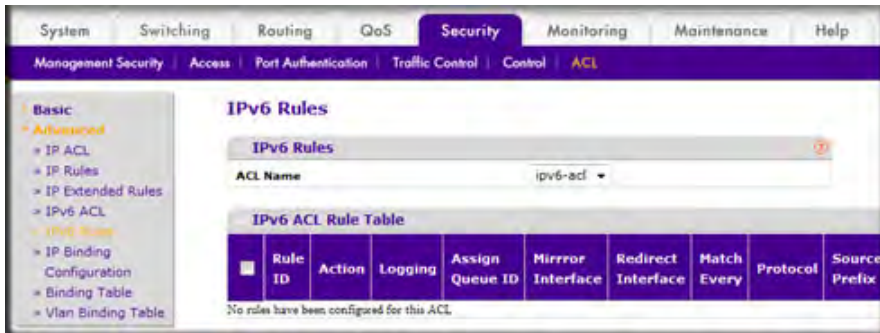 System Switching Routing QoS Security Monitoring Maintenance Help
Management Security Access Port Authentication Traffic Control Control ACL
Basic
Advanced
» IP ACL
» IP Rules
» IP Extended Rules
» IPv6 ACL
» IPv6 Rules
» IP Binding
Configuration
» Binding Table
» Vlan Binding Table
IPv6 Rules
IPv6 Rules
ACL Name ipv6-acl
IPv6 ACL Rule Table
Rule ID Action Logging Assign Queue ID Mirrror Interface Redirect Interface Match Every Protocol Source Prefix
No rules have been configured for this ACL